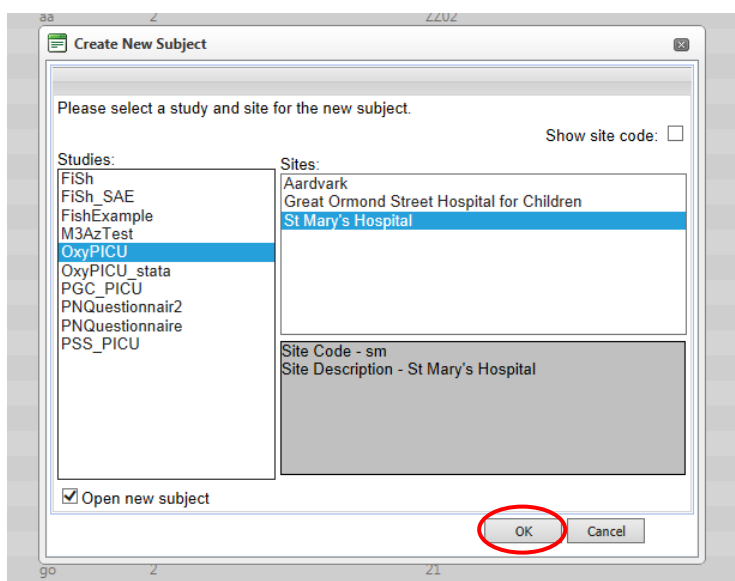 aa 2 ZZ02
Create New Subject
Please select a study and site for the new subject.
Show site code:
Studies:
FiSh
FiSh_SAE
FishExample
M3AzTest
OxyPICU
OxyPICU_stata
PGC_PICU
PNQuestionnair2
PNQuestionnaire
PSS_PICU
Sites:
Aardvark
Great Ormond Street Hospital for Children
St Mary's Hospital
Site Code - sm
Site Description - St Mary's Hospital
Open new subject
OK Cancel
go 2 21